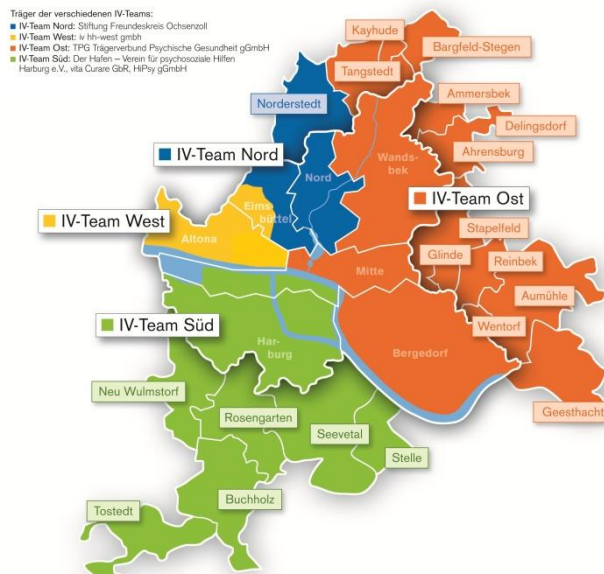 Träger der verschiedenen IV-Teams:
IV-Team Nord: Stiftung Freundeskreis Ochsenzoll
IV-Team West: iv hh-west gmbh
IV-Team Ost: TPG Trägerverbund Psychische Gesundheit gGmbH
IV-Team Süd: Der Hafen – Verein für psychosoziale Hilfen
Harburg e.V., vita Curare GbR, HiPsy gGmbH
Kayhude
Bargfeld-Stegen
Tangstedt
Ammersbek
Norderstedt
Delingsdorf
Ahrensburg
IV-Team Nord
Wands-
bek
Nord
IV-Team Ost
Eims-
büttel
IV-Team West
Stapelfeld
Altona
Glinde
Reinbek
Mitte
Aumühle
IV-Team Süd
Wentorf
Har-
burg
Bergedorf
Neu Wulmstorf
Geesthacht
Rosengarten
Seevetal
Stelle
Buchholz
Tostedt